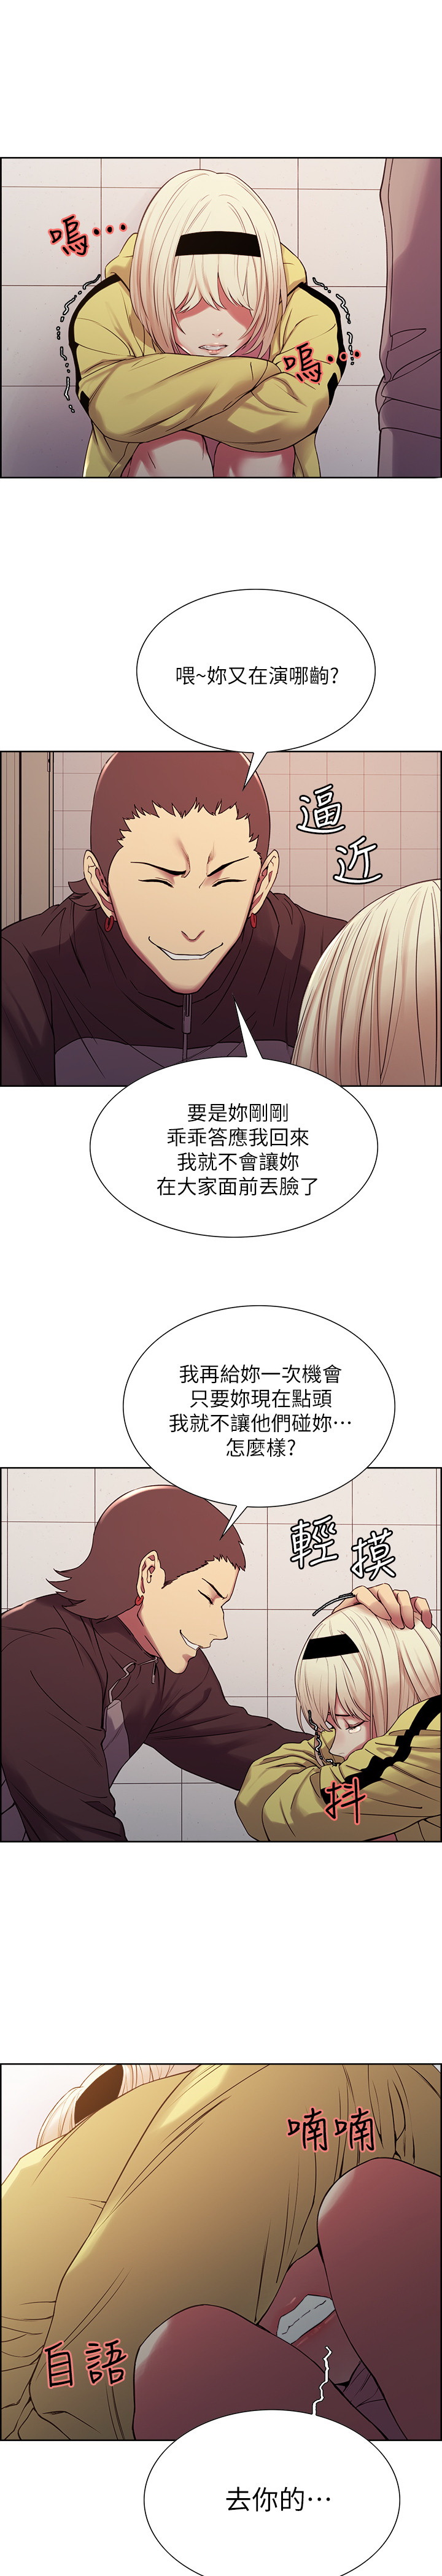 嗚…
嗚…
喂~妳又在演哪齣?
逼近
要是妳剛剛
乖乖答應我回來
我就不會讓妳
在大家面前丟臉了
我再給妳一次機會
只要妳現在點頭
我就不讓他們碰妳…
怎麼樣?
輕摸
抖
喃喃
自語
去你的…